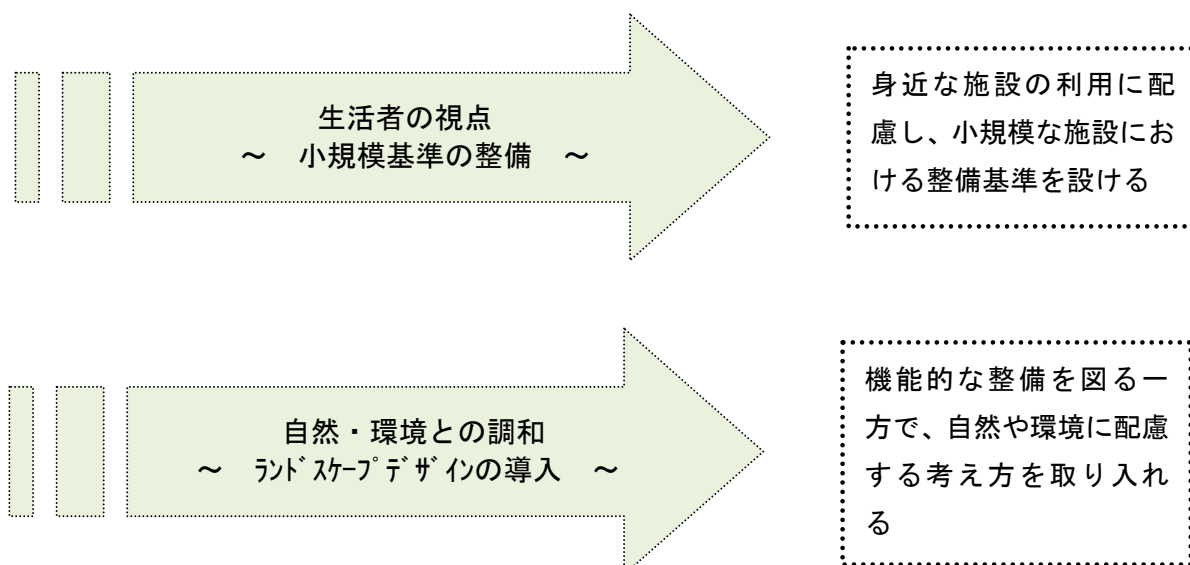 生活者の視点
～　小規模基準の整備　～
身近な施設の利用に配
慮し、小規模な施設にお
ける整備基準を設ける
自然・環境との調和
～　ﾗﾝﾄﾞｽｹｰﾌﾟﾃﾞｻﾞｲﾝの導入　～
機能的な整備を図る一
方で、自然や環境に配慮
する考え方を取り入れ
る